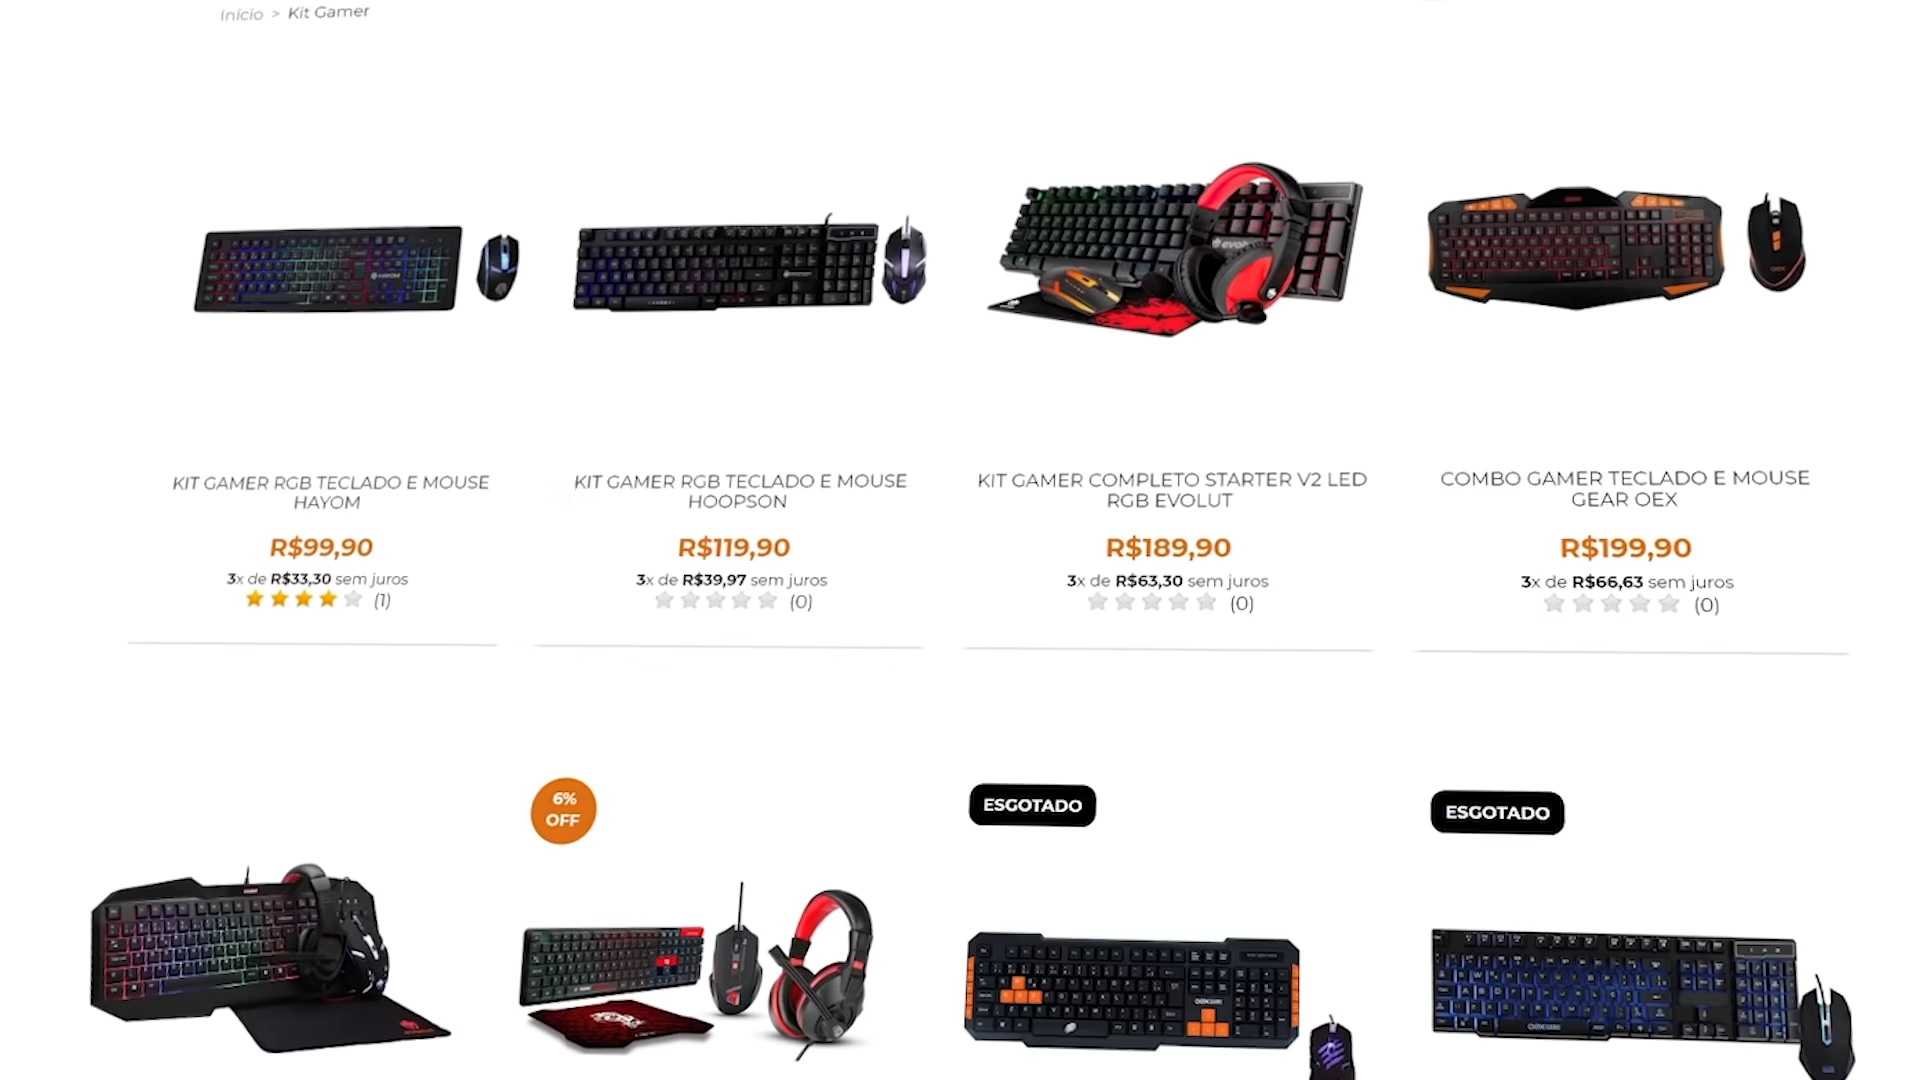 Início > Kit Gamer
KIT GAMER RGB TECLADO E MOUSE
HAYOM
R$99,90
3x de R$33,30 sem juros
(1)
KIT GAMER RGB TECLADO E MOUSE
HOOPSON
R$119,90
3x de R$39,97 sem juros
(0)
KIT GAMER COMPLETO STARTER V2 LED
RGB EVOLUT
R$189,90
3x de R$63,30 sem juros
(0)
COMBO GAMER TECLADO E MOUSE
GEAR OEX
R$199,90
3x de R$66,63 sem juros
(0)
6%
OFF
ESGOTADO
ESGOTADO